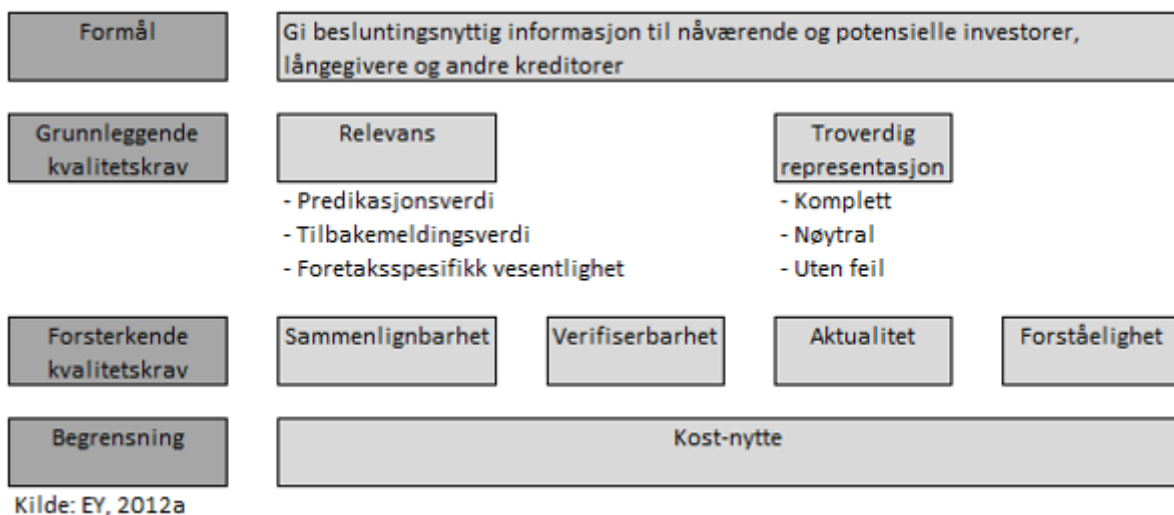 Formål
Gi besluntingsnyttig informasjon til nåværende og potensielle investorer,
långegivere og andre kreditorer
Grunnleggende
kvalitetskrav
Relevans
Troverdig
representasjon
- Predikasjonsverdi
- Tilbakemeldingsverdi
- Foretaksspesifikk vesentlighet
- Komplett
- Nøytral
- Uten feil
Forsterkende
kvalitetskrav
Sammenlignbarhet
Verifiserbarhet
Aktualitet
Forståelighet
Begrensning
Kost-nytte
Kilde: EY, 2012a